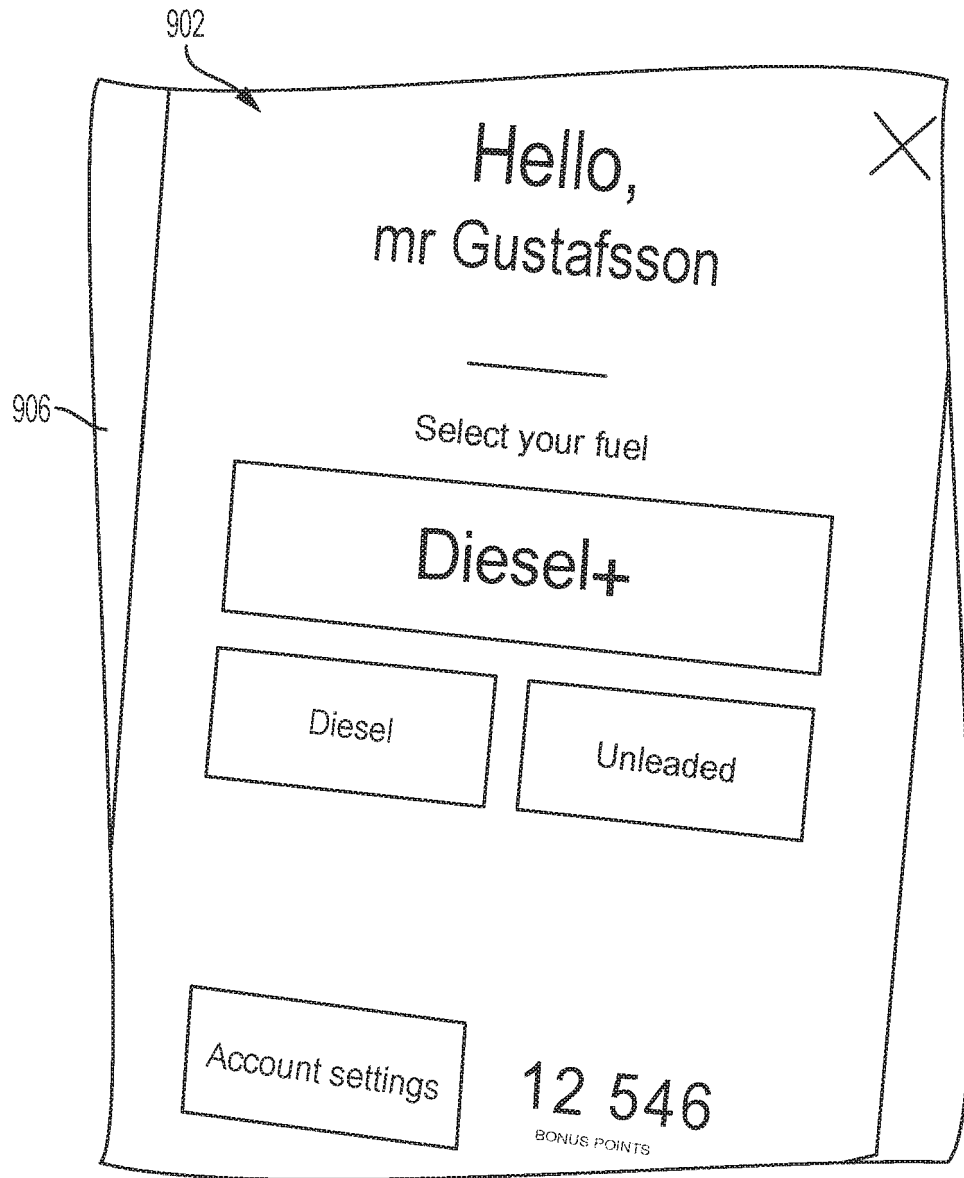 902
Hello,
mr Gustafsson
906
Select your fuel
Diesel+
Diesel
Unleaded
Account settings
12 546
BONUS POINTS